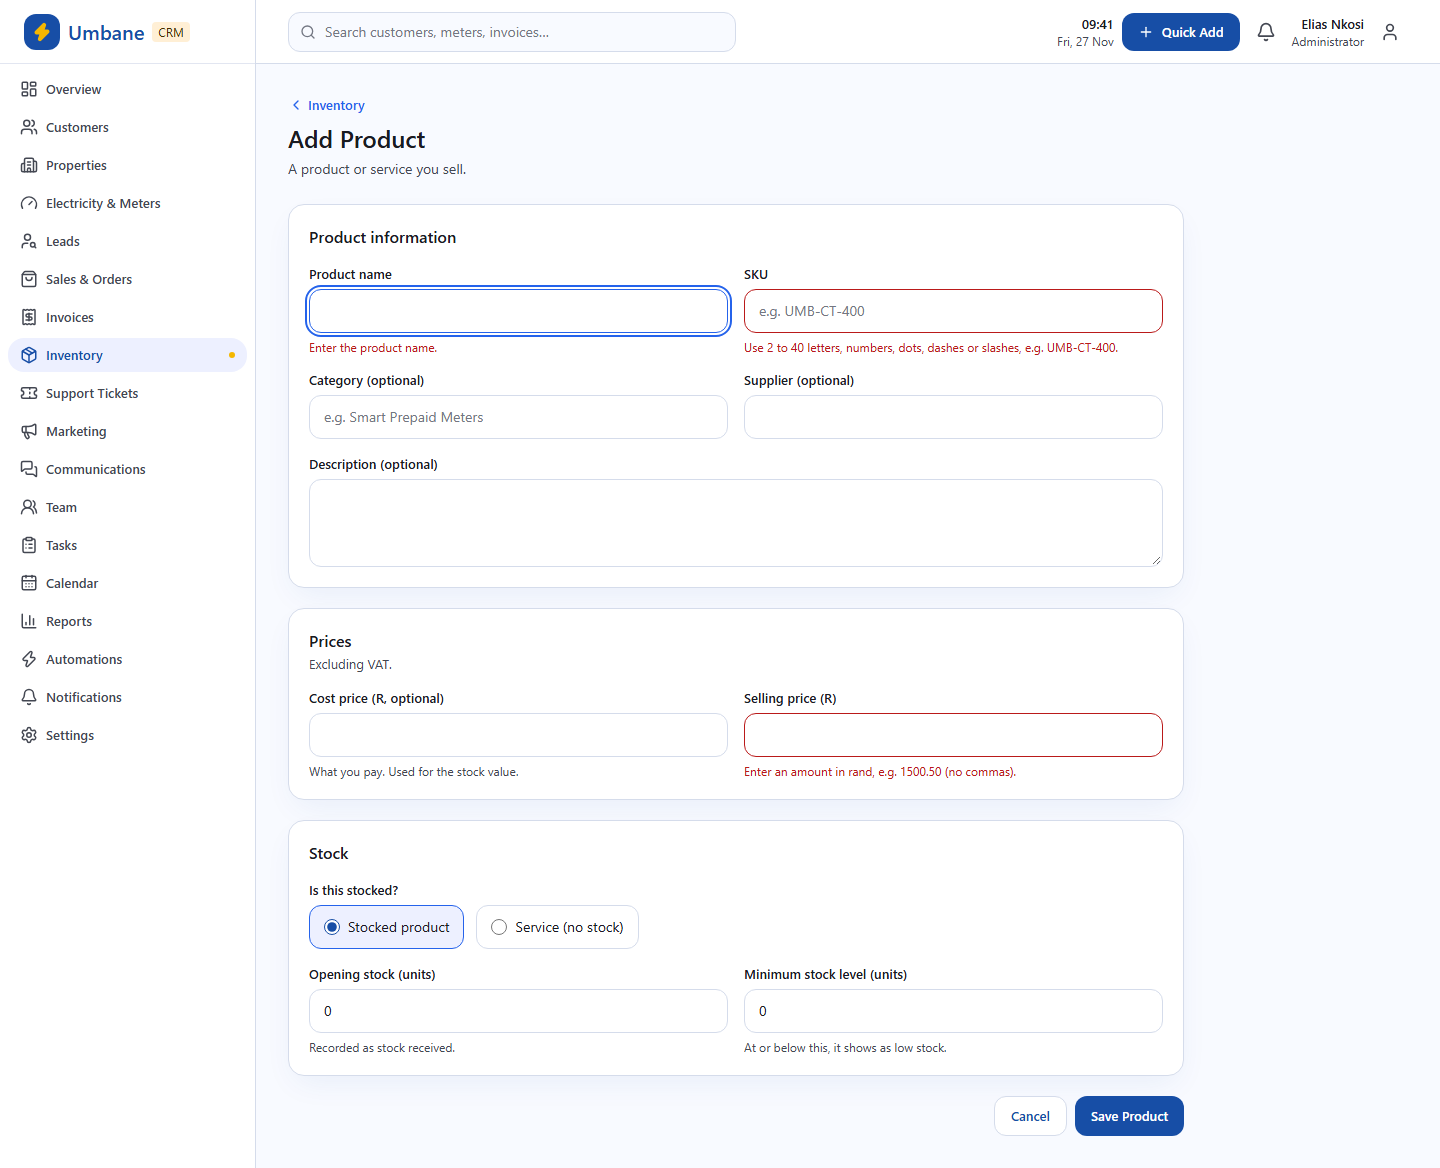 Umbane CRM
Search customers, meters, invoices...
09:41
Fri, 27 Nov
Quick Add
Elias Nkosi
Administrator
Overview
Customers
Properties
Electricity & Meters
Leads
Sales & Orders
Invoices
Inventory
Support Tickets
Marketing
Communications
Team
Tasks
Calendar
Reports
Automations
Notifications
Settings
Inventory
Add Product
A product or service you sell.
Product information
Product name
SKU
e.g. UMB-CT-400
Enter the product name.
Use 2 to 40 letters, numbers, dots, dashes or slashes, e.g. UMB-CT-400.
Category (optional)
Supplier (optional)
e.g. Smart Prepaid Meters
Description (optional)
Prices
Excluding VAT.
Cost price (R, optional)
Selling price (R)
What you pay. Used for the stock value.
Enter an amount in rand, e.g. 1500.50 (no commas).
Stock
Is this stocked?
Stocked product
Service (no stock)
Opening stock (units)
Minimum stock level (units)
0
0
Recorded as stock received.
At or below this, it shows as low stock.
Cancel
Save Product